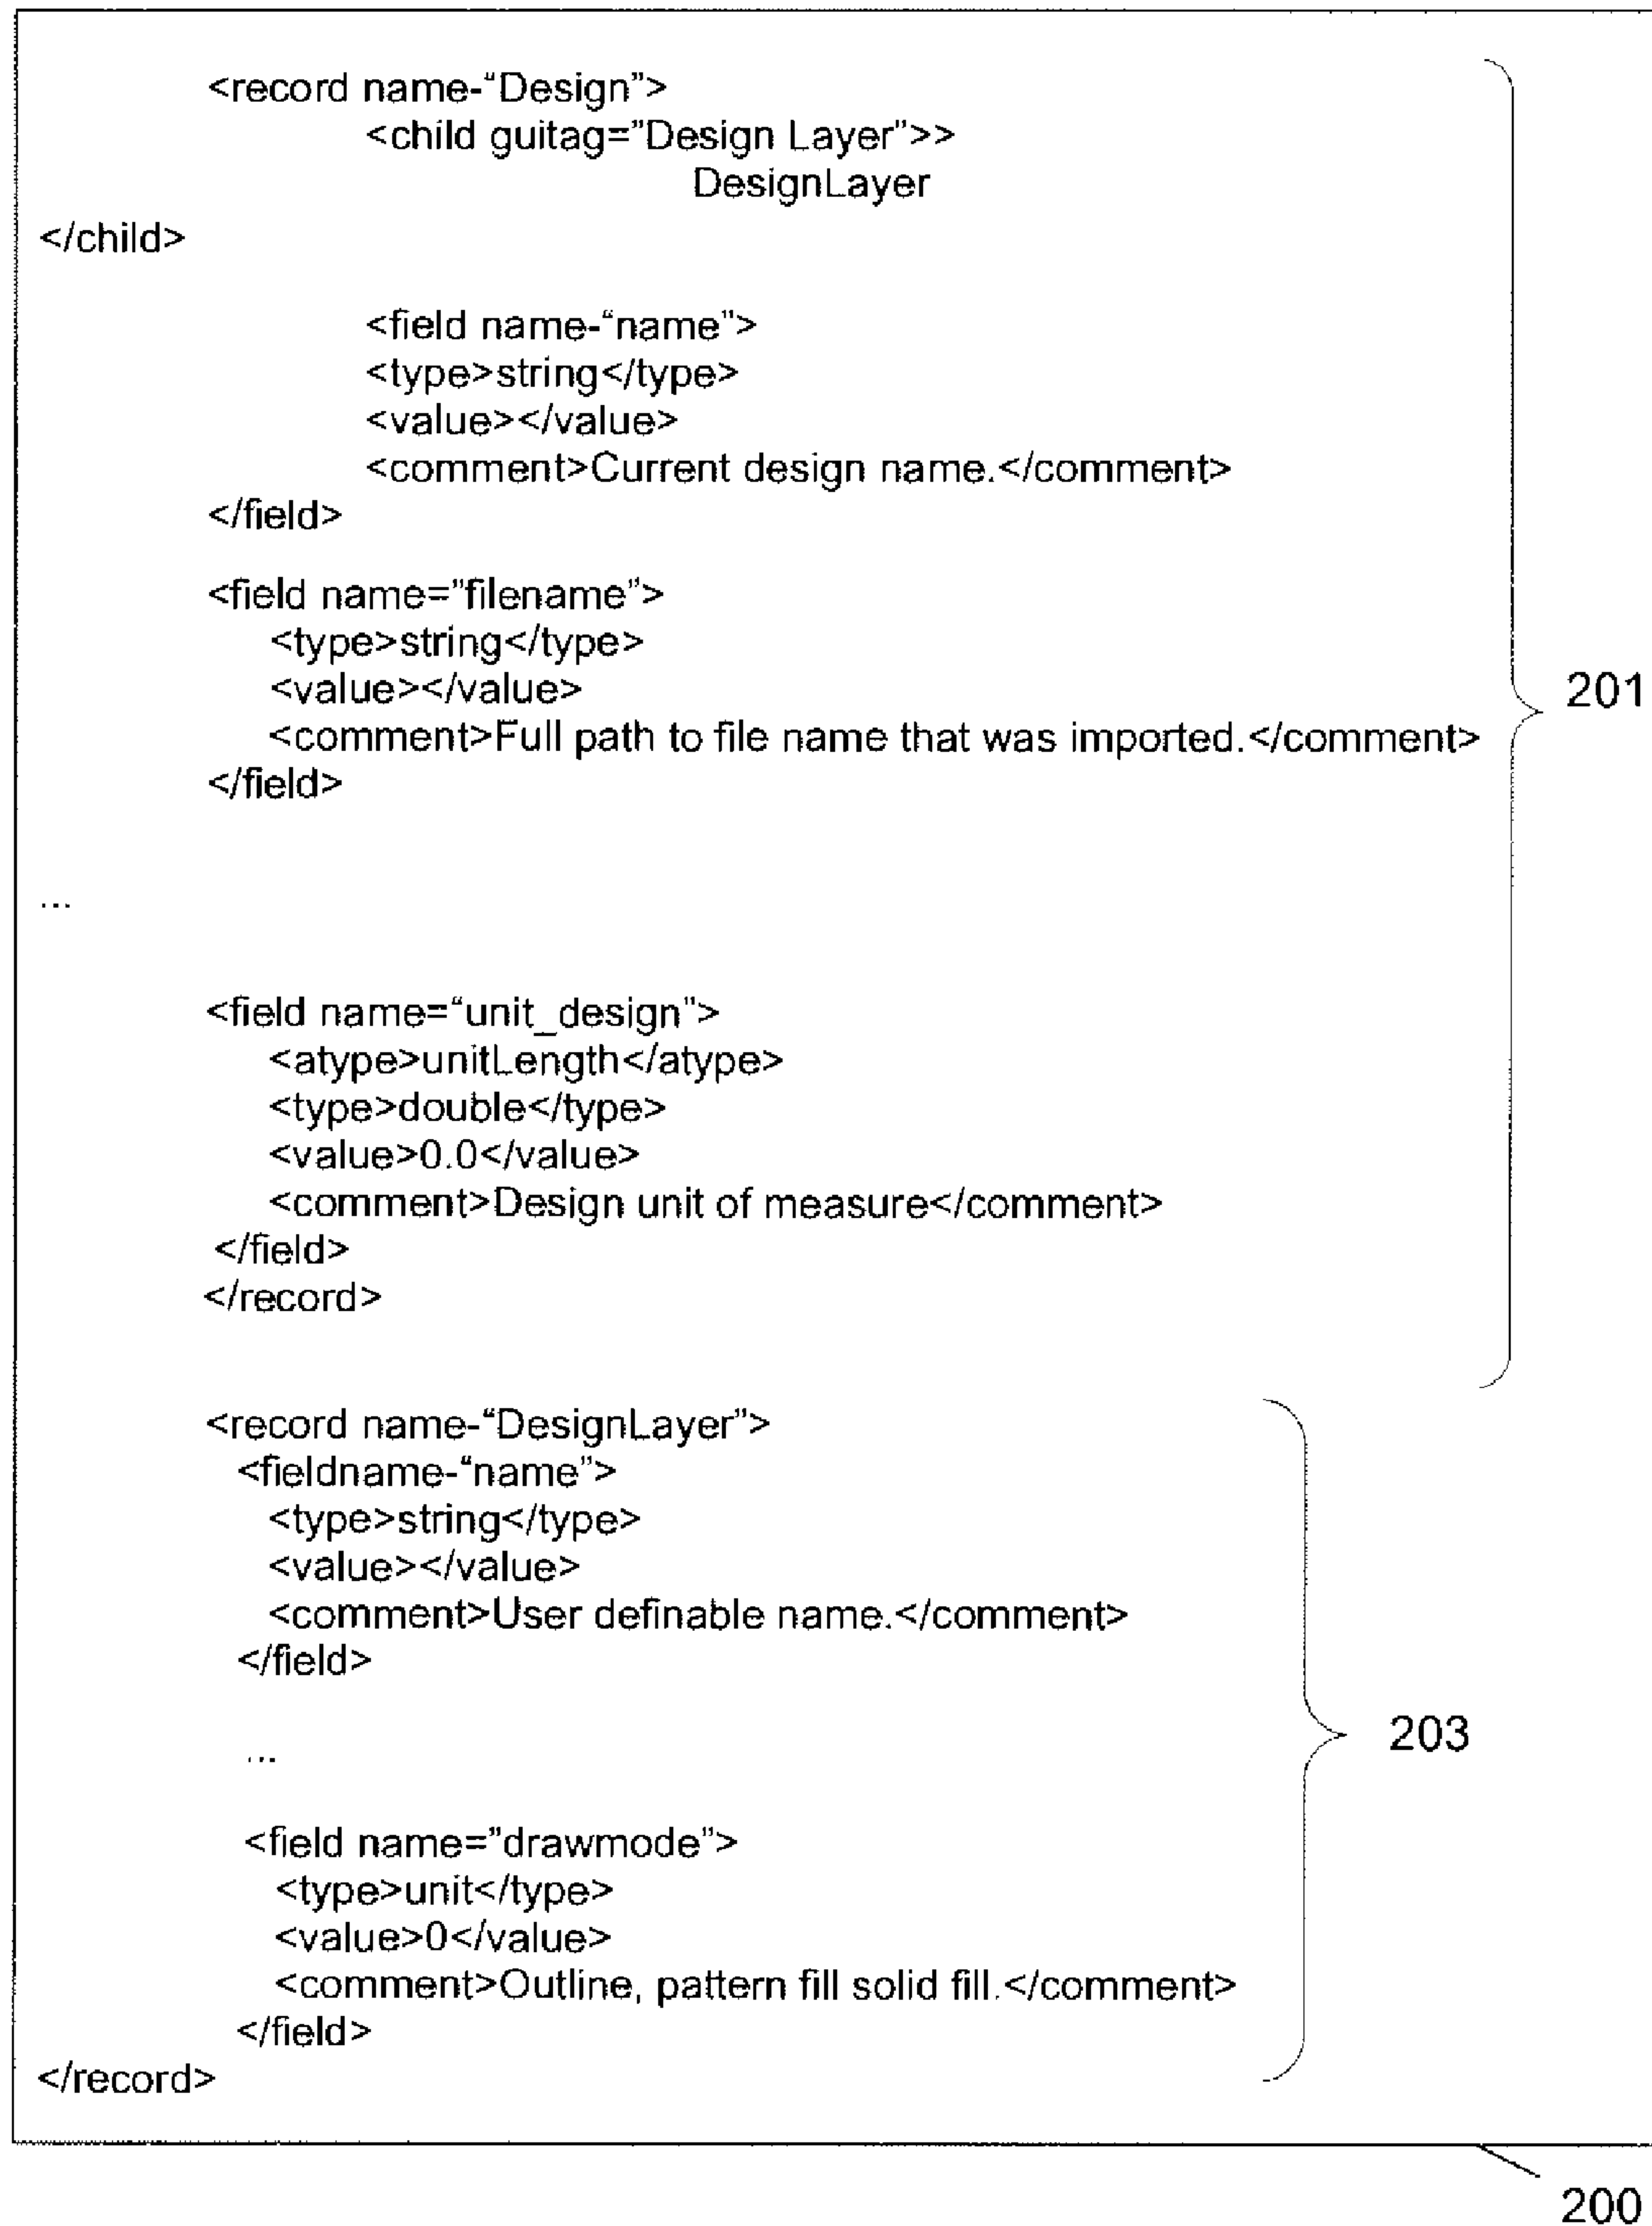 <record name-“Design”>
<child guitag=”Design Layer”>>
DesignLayer
</child>
<field name-“name”>
<type>string</type>
<value></value>
<comment>Current design name.</comment>
</field>
<field name=”filename”>
<type>string</type>
<value></value>
<comment>Full path to file name that was imported.</comment>
</field>
201
...
<field name=“unit_design”>
<atype>unitLength</atype>
<type>double</type>
<value>0.0</value>
<comment>Design unit of measure</comment>
</field>
</record>
<record name-“DesignLayer”>
<fieldname-“name”>
<type>string</type>
<value></value>
<comment>User definable name.</comment>
</field>
203
...
<field name=”drawmode”>
<type>unit</type>
<value>0</value>
<comment>Outline, pattern fill solid fill.</comment>
</field>
</record>
200